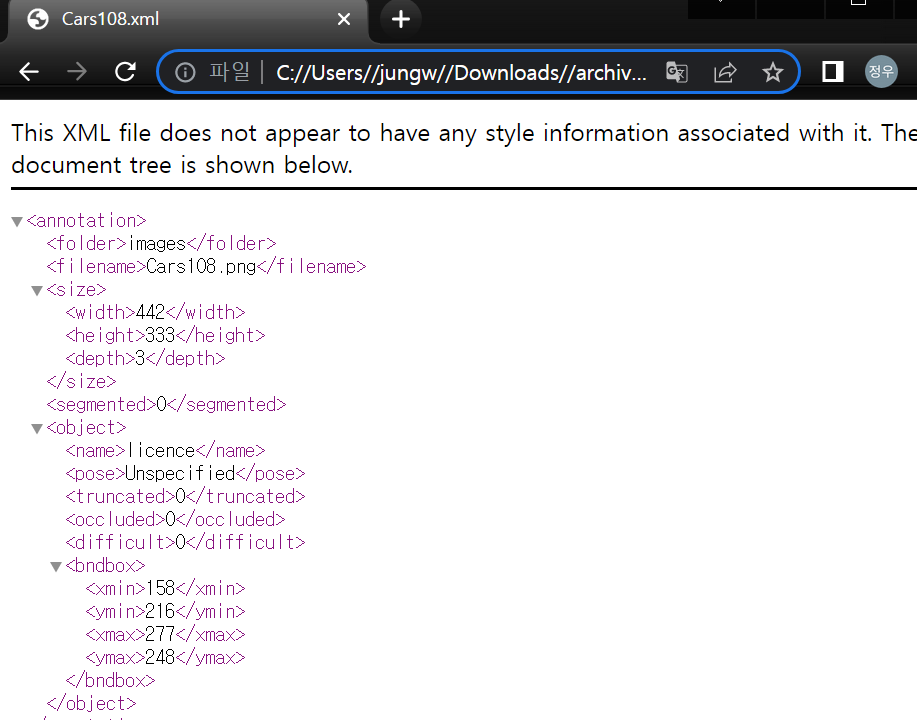 Cars108.xml
파일 C://Users//jungw//Downloads//archiv...
정우
This XML file does not appear to have any style information associated with it. The
document tree is shown below.
<annotation>
<folder>images</folder>
<filename>Cars108.png</filename>
<size>
<width>442</width>
<height>333</height>
<depth>3</depth>
</size>
<segmented>0</segmented>
<object>
<name>licence</name>
<pose>Unspecified</pose>
<truncated>0</truncated>
<occluded>0</occluded>
<difficult>0</difficult>
<bndbox>
<xmin>158</xmin>
<ymin>216</ymin>
<xmax>277</xmax>
<ymax>248</ymax>
</bndbox>
</object>